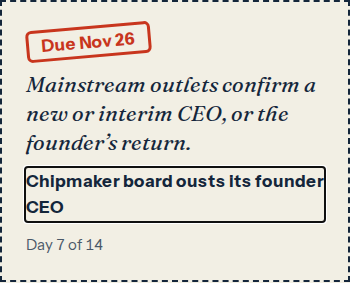 Due Nov 26
Mainstream outlets confirm a
new or interim CEO, or the
founder’s return.
Chipmaker board ousts its founder
CEO
Day 7 of 14